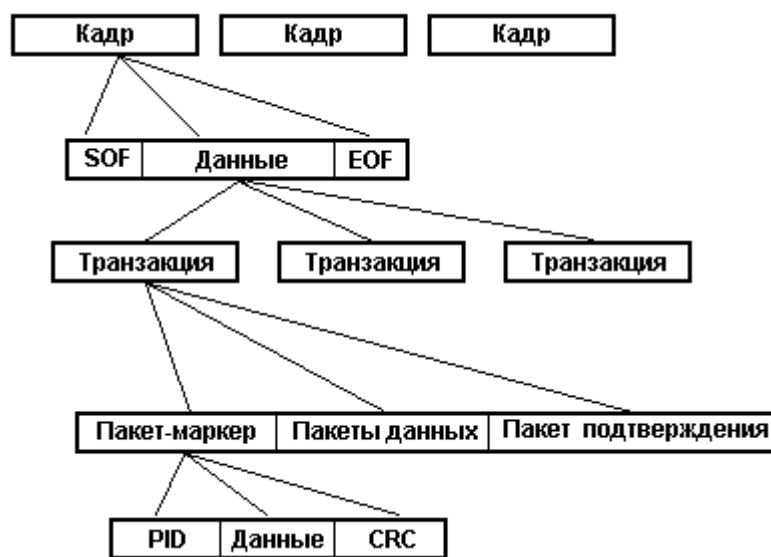 Кадр Кадр Кадр
SOF Данные EOF
Транзакция Транзакция Транзакция
Пакет-маркер Пакеты данных Пакет подтверждения
PID Данные CRC